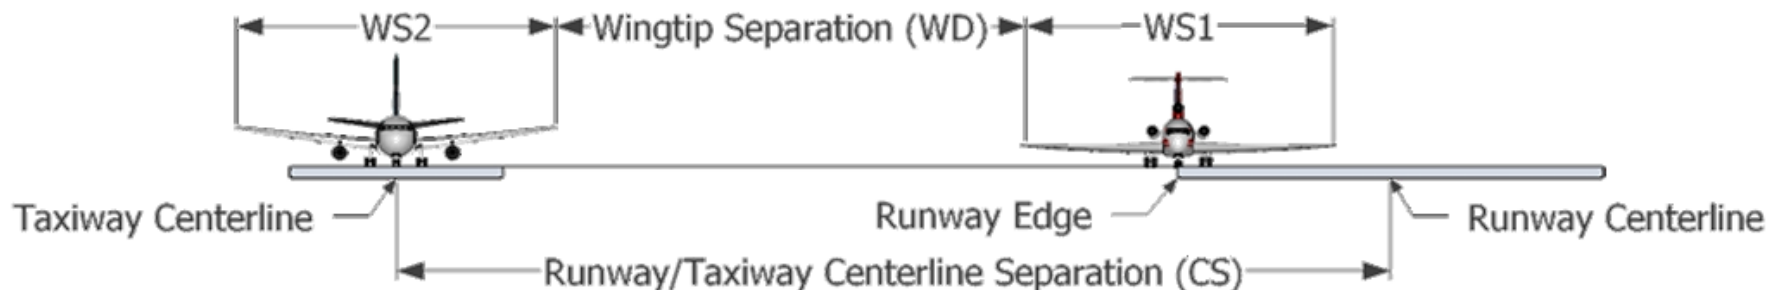 WS2 Wingtip Separation (WD) WS1
Taxiway Centerline Runway Edge Runway Centerline
Runway/Taxiway Centerline Separation (CS)